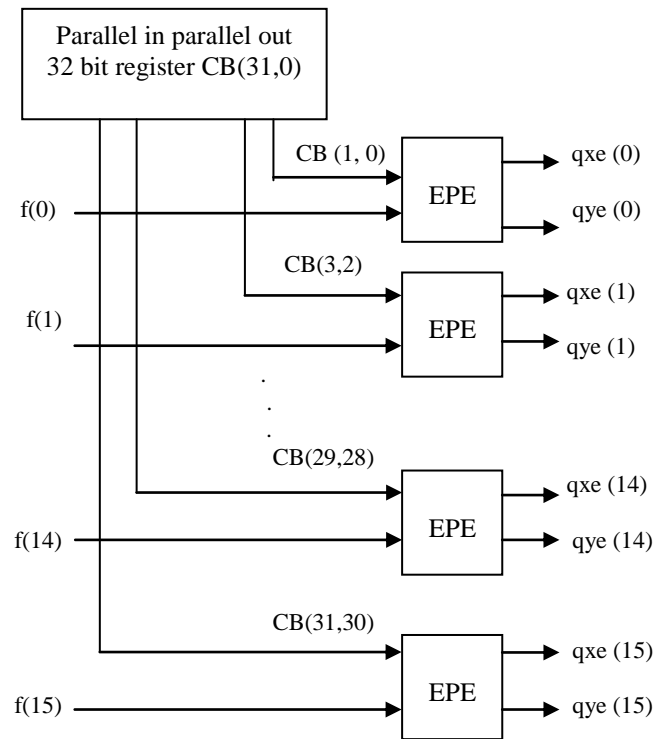 Parallel in parallel out
32 bit register CB(31,0)
CB (1, 0)
f(0)
EPE
qxe (0)
qye (0)
CB(3,2)
f(1)
EPE
qxe (1)
qye (1)
.
.
.
CB(29,28)
f(14)
EPE
qxe (14)
qye (14)
CB(31,30)
f(15)
EPE
qxe (15)
qye (15)